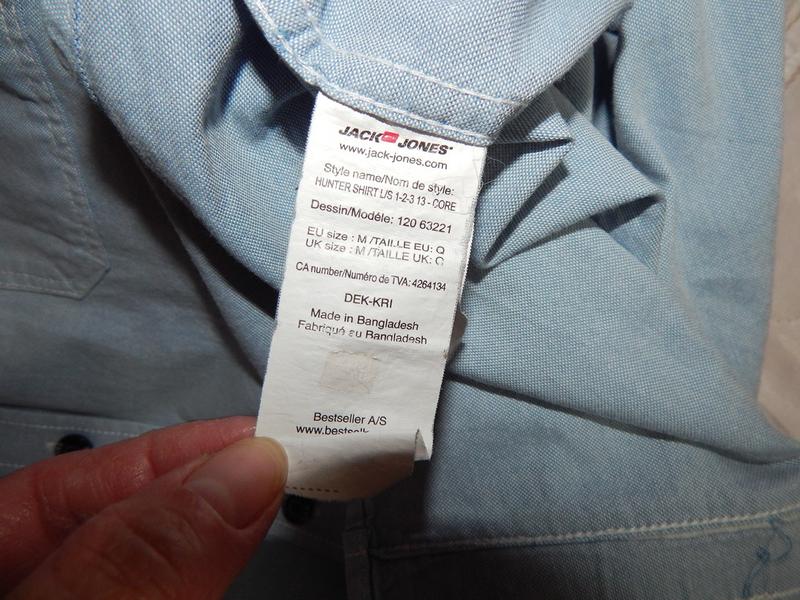 JACK JONES
www.jack-jones.com
Style name/Nom de style:
HUNTER SHIRT L/S 1-2-3 13 - CORE
Dessin/Modéle: 120 63221
EU size : M /TAILLE EU: Q
UK size : M /TAILLE UK: Q
CA number/Numéro de TVA: 4264134
DEK-KRI
Made in Bangladesh
Fabriqué au Bangladesh
Bestseller A/S